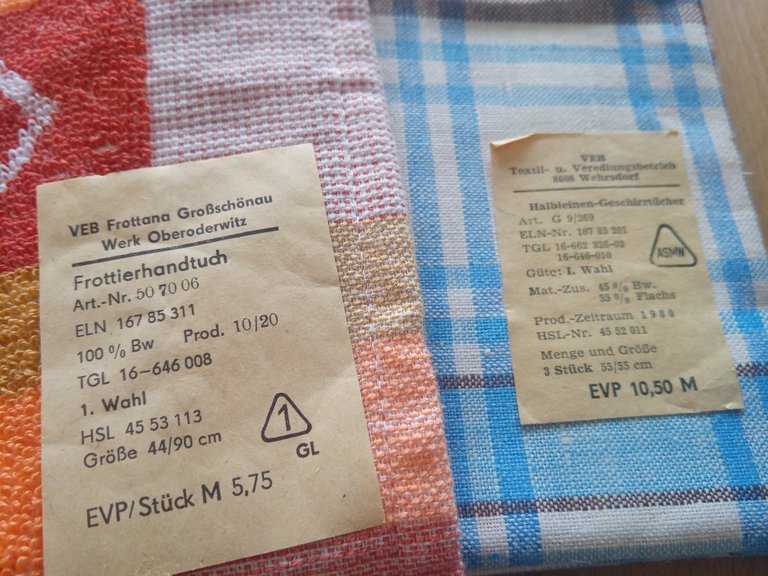 VEB Frottana Großschönau
Werk Oberoderwitz
Frottierhandtuch
Art.-Nr. 50 70 06
ELN 167 85 311
100 % Bw Prod. 10/20
TGL 16-646 008
1. Wahl
HSL 45 53 113
Größe 44/90 cm
1
GL
EVP/Stück M 5,75
VEB
Textil- u. Veredlungsbetrieb
8608 Wehrsdorf
Halbleinen-Geschirrtücher
Art. G 9/269
ELN-Nr. 167 85 201
TGL 16-662 326-02
16-646-010
ASMW
Güte: 1. Wahl
Mat.-Zus. 45 % Bw.
55 % Flachs
Prod.-Zeitraum 1980
HSL-Nr. 45 52 011
Menge und Größe
3 Stück 55/55 cm
EVP 10,50 M